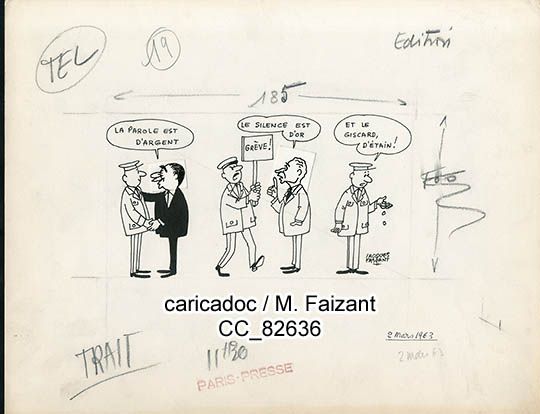 TEL
19
Edition
185
LA PAROLE EST
D'ARGENT
LE SILENCE EST
D'OR
GRÈVE!
ET LE
GISCARD,
D'ÉTAIN!
JACQUES
FAIZANT
caricadoc / M. Faizant
CC_82636
TRAIT
11H30
PARIS-PRESSE
2 mars 1963
2 mars 63